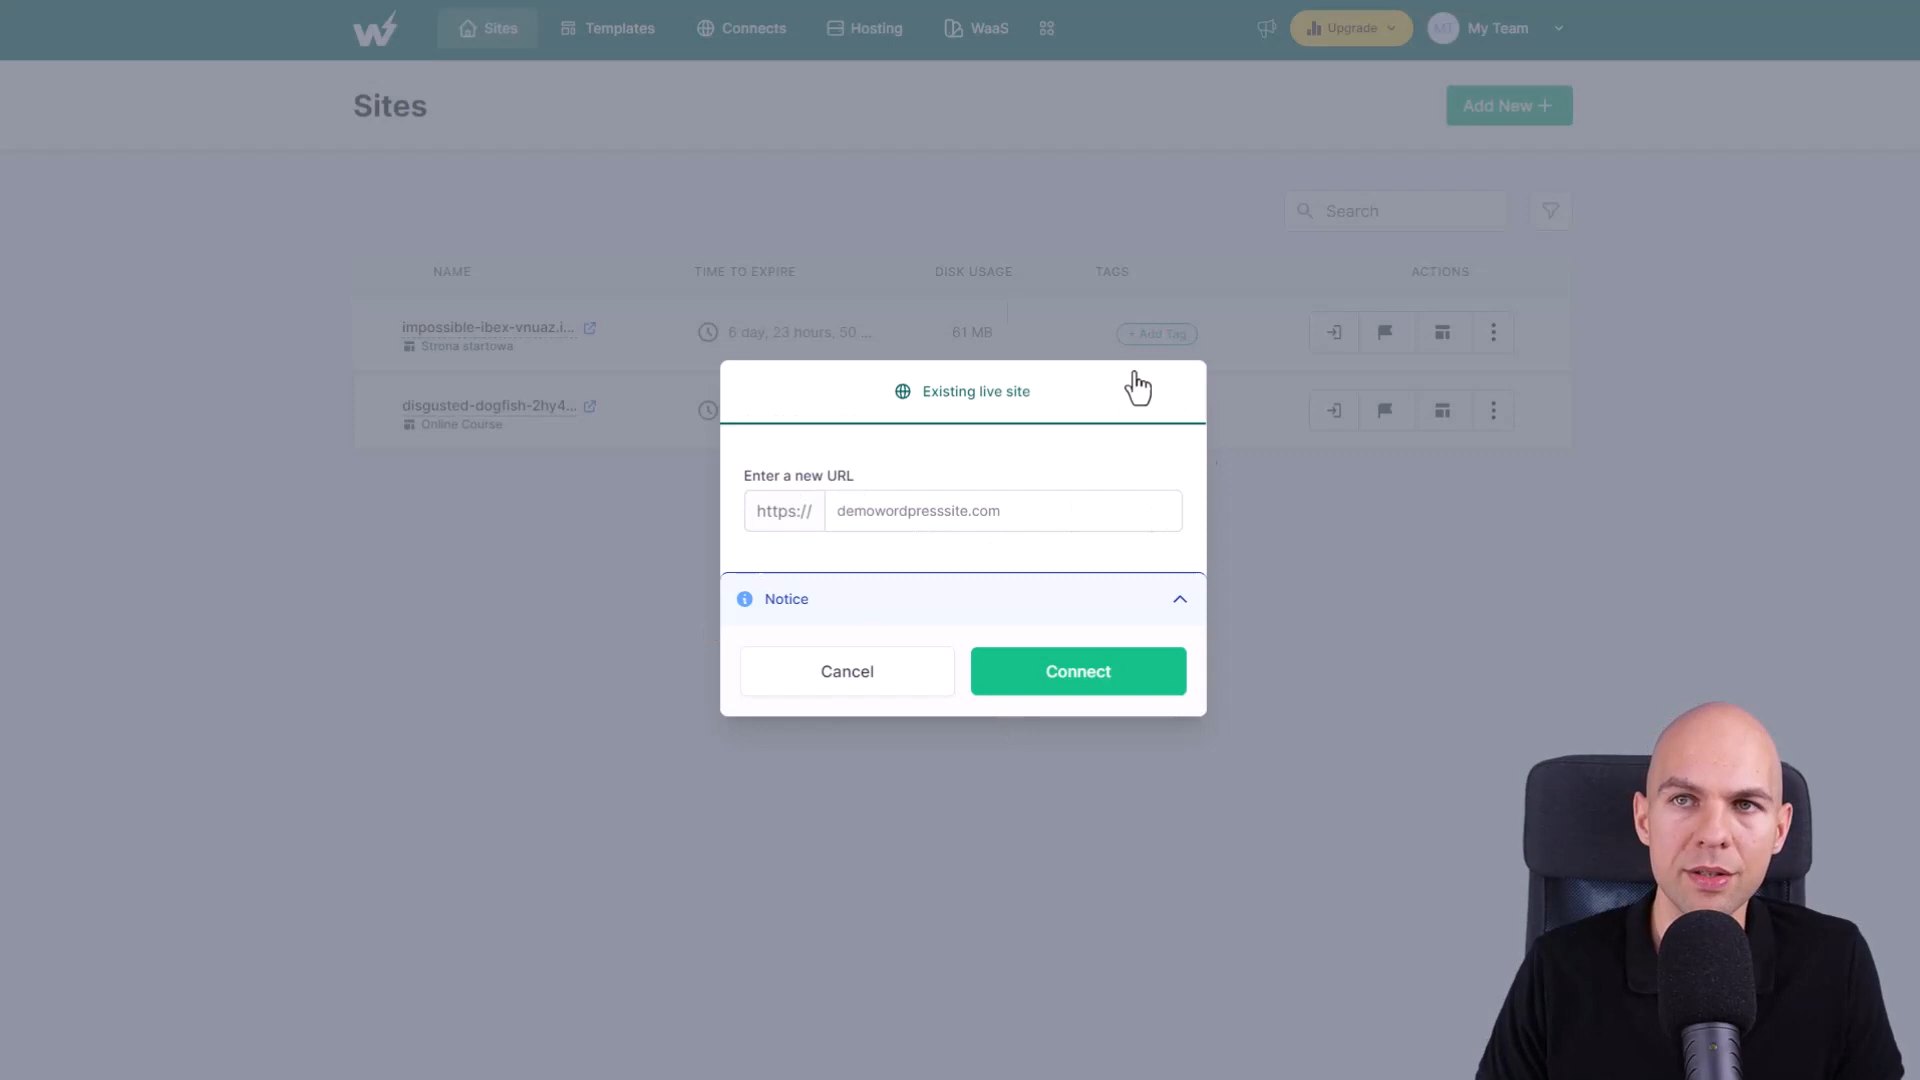 Sites
Templates
Connects
Hosting
WaaS
Upgrade
MT
My Team
Sites
Add New +
Search
NAME
TIME TO EXPIRE
DISK USAGE
TAGS
ACTIONS
impossible-ibex-vnuaz.i...
Strona startowa
6 day, 23 hours, 50 ...
61 MB
+ Add Tag
disgusted-dogfish-2hy4...
Online Course
Existing live site
Enter a new URL
https://
demowordpresssite.com
Notice
Cancel
Connect